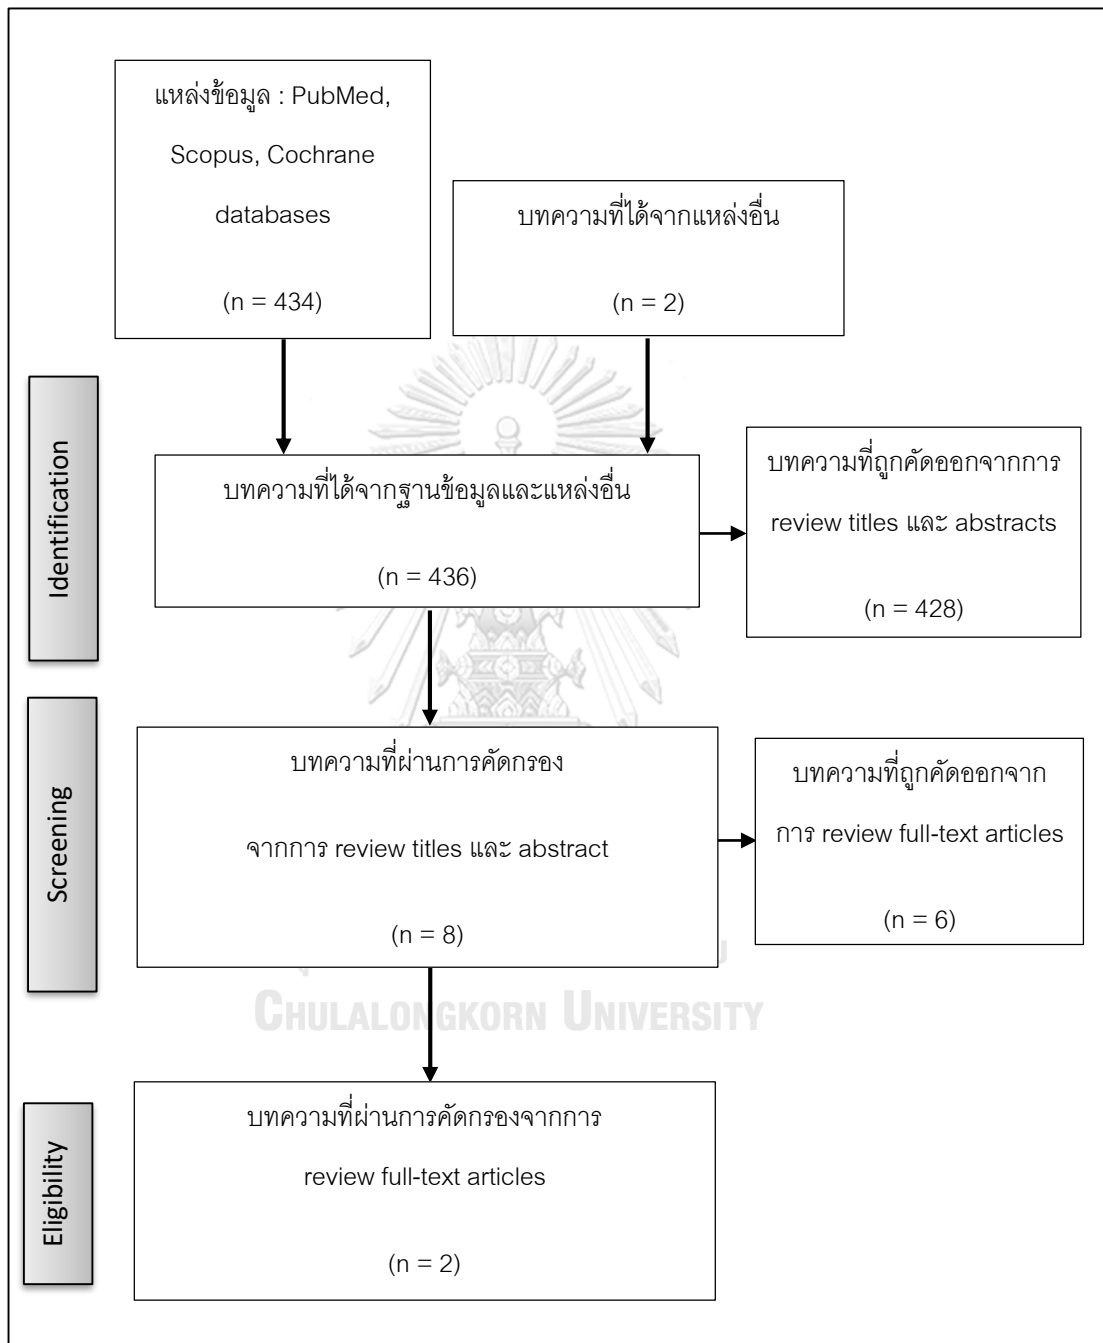 แหล่งข้อมูล : PubMed,
Scopus, Cochrane
databases
(n = 434)
บทความที่ได้จากแหล่งอื่น
(n = 2)
Identification
บทความที่ได้จากฐานข้อมูลและแหล่งอื่น
(n = 436)
บทความที่ถูกคัดออกจากการ
review titles และ abstracts
(n = 428)
Screening
บทความที่ผ่านการคัดกรอง
จากการ review titles และ abstract
(n = 8)
บทความที่ถูกคัดออกจาก
การ review full-text articles
(n = 6)
CHULALONGKORN UNIVERSITY
Eligibility
บทความที่ผ่านการคัดกรองจากการ
review full-text articles
(n = 2)